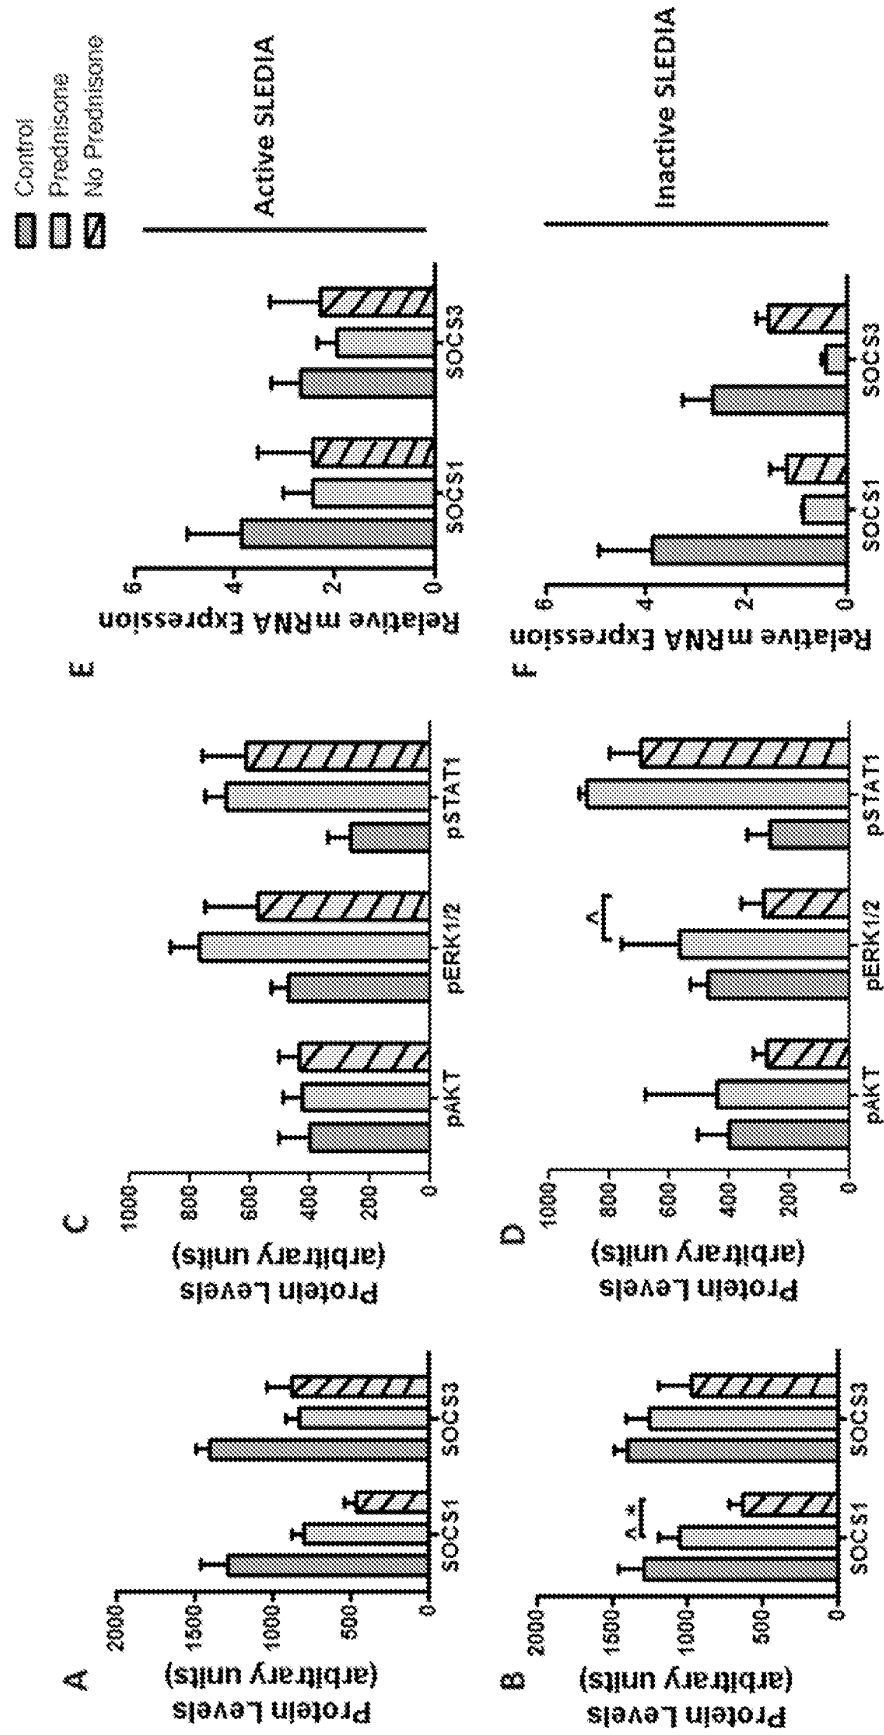 Control
Prednisone
No Prednisone
A
Protein Levels
(arbitrary units)
2000
1500
1000
500
0
SOCS1
SOCS3
C
Protein Levels
(arbitrary units)
1000
800
600
400
200
0
pAKT
pERK1/2
pSTAT1
E
Relative mRNA Expression
6
4
2
0
SOCS1
SOCS3
Active SLEDIA
B
Protein Levels
(arbitrary units)
2000
1500
1000
500
0
^ *
SOCS1
SOCS3
D
Protein Levels
(arbitrary units)
1000
800
600
400
200
0
^
pAKT
pERK1/2
pSTAT1
F
Relative mRNA Expression
6
4
2
0
SOCS1
SOCS3
Inactive SLEDIA